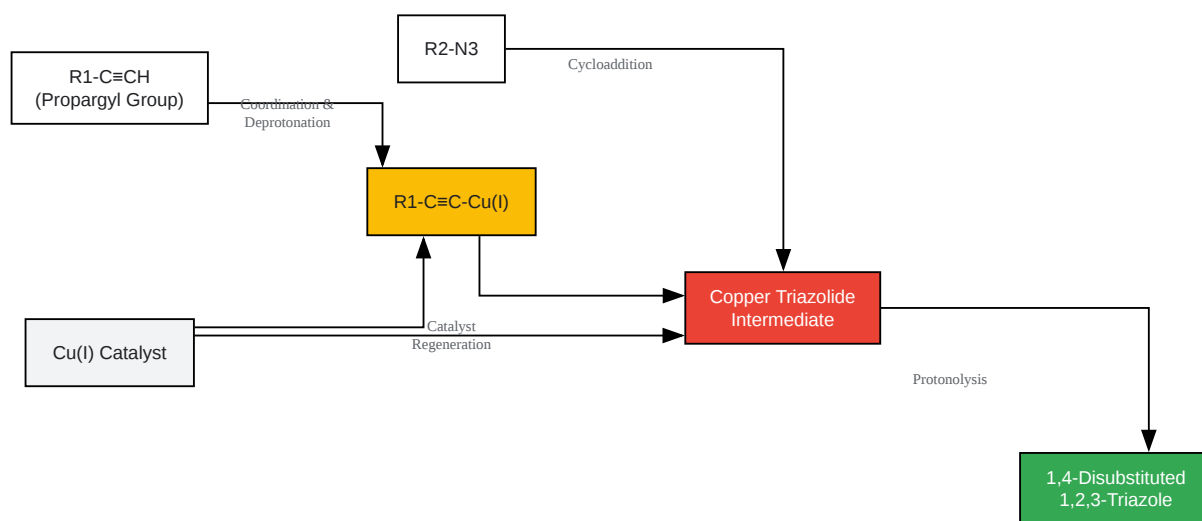 R2-N3
R1-C≡CH
(Propargyl Group)
Cycloaddition
Coordination &
Deprotonation
R1-C≡C-Cu(I)
Copper Triazolide
Intermediate
Cu(I) Catalyst
Catalyst
Regeneration
Protonolysis
1,4-Disubstituted
1,2,3-Triazole